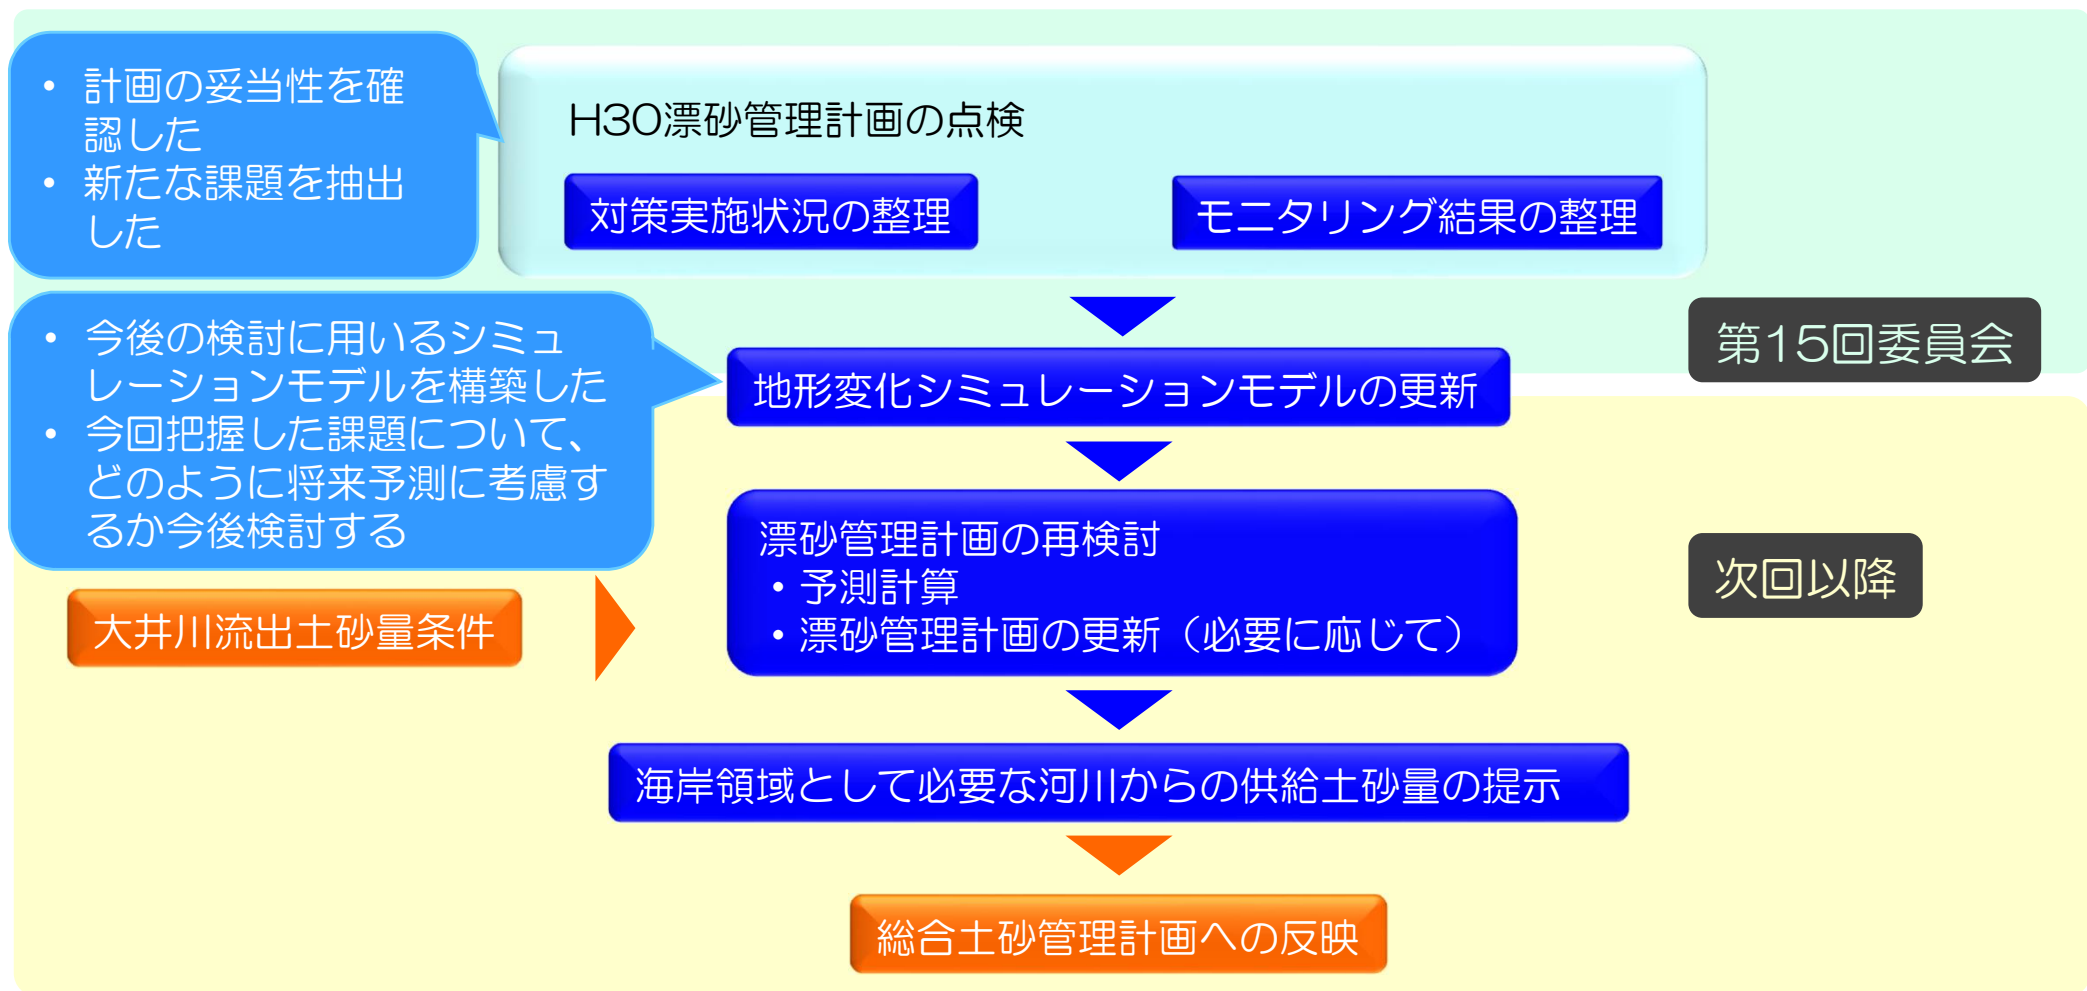 • 計画の妥当性を確
認した
• 新たな課題を抽出
した
H30漂砂管理計画の点検
対策実施状況の整理
モニタリング結果の整理
第15回委員会
• 今後の検討に用いるシミュ
レーションモデルを構築した
• 今回把握した課題について、
どのように将来予測に考慮す
るか今後検討する
地形変化シミュレーションモデルの更新
漂砂管理計画の再検討
・予測計算
・漂砂管理計画の更新（必要に応じて）
次回以降
大井川流出土砂量条件
海岸領域として必要な河川からの供給土砂量の提示
総合土砂管理計画への反映